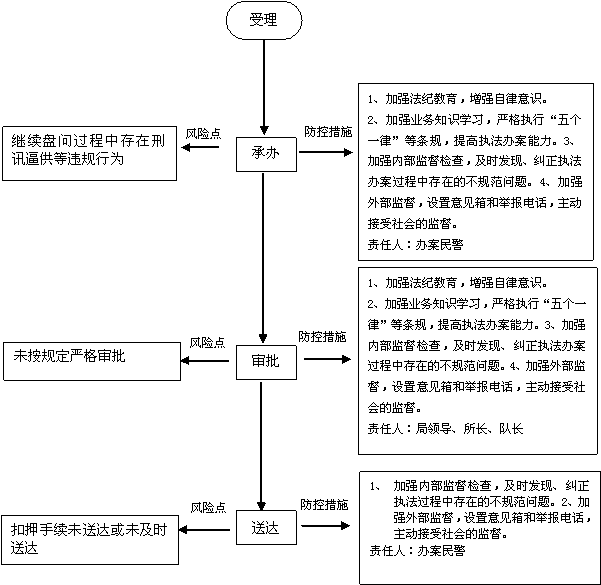 受理
1、加强法纪教育，增强自律意识。
2、加强业务知识学习，严格执行“五个
一律”等条规，提高执法办案能力。3、
加强内部监督检查，及时发现、纠正执法
办案过程中存在的不规范问题。4、加强
外部监督，设置意见箱和举报电话，主动
接受社会的监督。
责任人：办案民警
风险点
防控措施
继续盘问过程中存在刑
讯逼供等违规行为
承办
1、加强法纪教育，增强自律意识。
2、加强业务知识学习，严格执行“五个一
律”等条规，提高执法办案能力。3、加强
内部监督检查，及时发现、纠正执法办案
过程中存在的不规范问题。4、加强外部监
督，设置意见箱和举报电话，主动接受社
会的监督。
责任人：局领导、所长、队长
风险点
防控措施
未按规定严格审批
审批
1、 加强内部监督检查，及时发现、纠正
执法过程中存在的不规范问题。2、加
强外部监督，设置意见箱和举报电话，
主动接受社会的监督。
责任人：办案民警
风险点
防控措施
扣押手续未送达或未及时
送达
送达